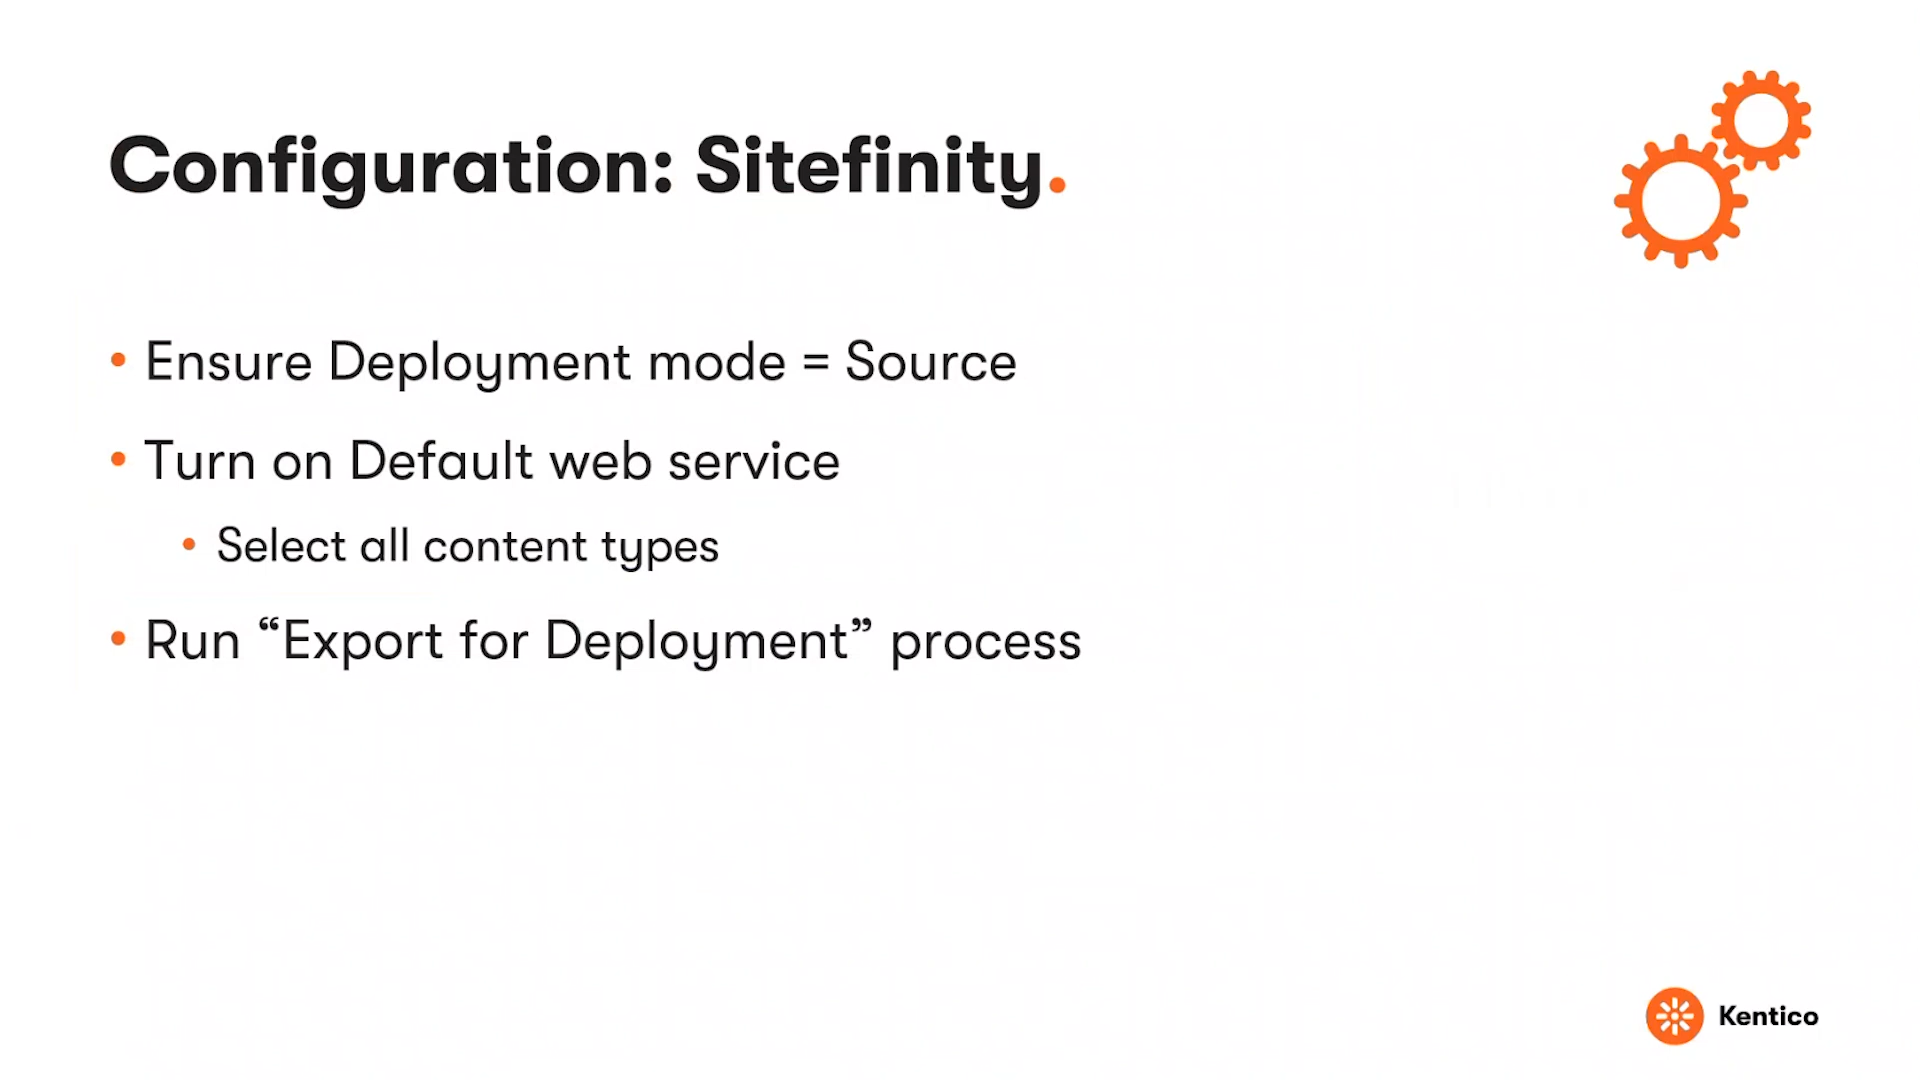 Configuration: Sitefinity.
• Ensure Deployment mode = Source
• Turn on Default web service
• Select all content types
• Run “Export for Deployment” process
Kentico